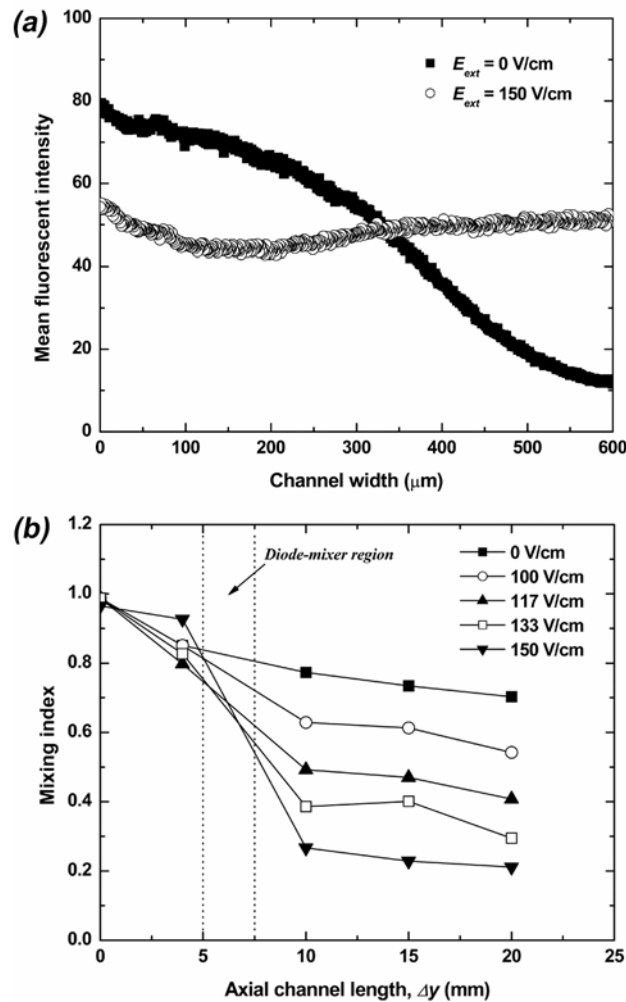 (a)
E_ext = 0 V/cm
E_ext = 150 V/cm
100
80
60
40
20
0
Mean fluorescent intensity
0 100 200 300 400 500 600
Channel width (μm)
(b)
1.2
1.0
0.8
0.6
0.4
0.2
0.0
Mixing index
Diode-mixer region
0 V/cm
100 V/cm
117 V/cm
133 V/cm
150 V/cm
0 5 10 15 20 25
Axial channel length, Δy (mm)